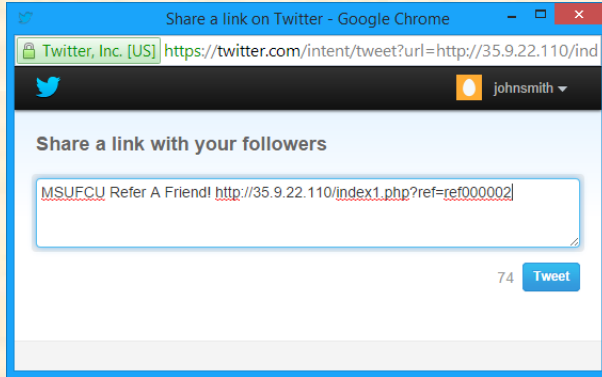 Share a link on Twitter - Google Chrome
Twitter, Inc. [US] https://twitter.com/intent/tweet?url=http://35.9.22.110/ind
johnsmith
Share a link with your followers
MSUFCU Refer A Friend! http://35.9.22.110/index1.php?ref=ref000002
74 Tweet